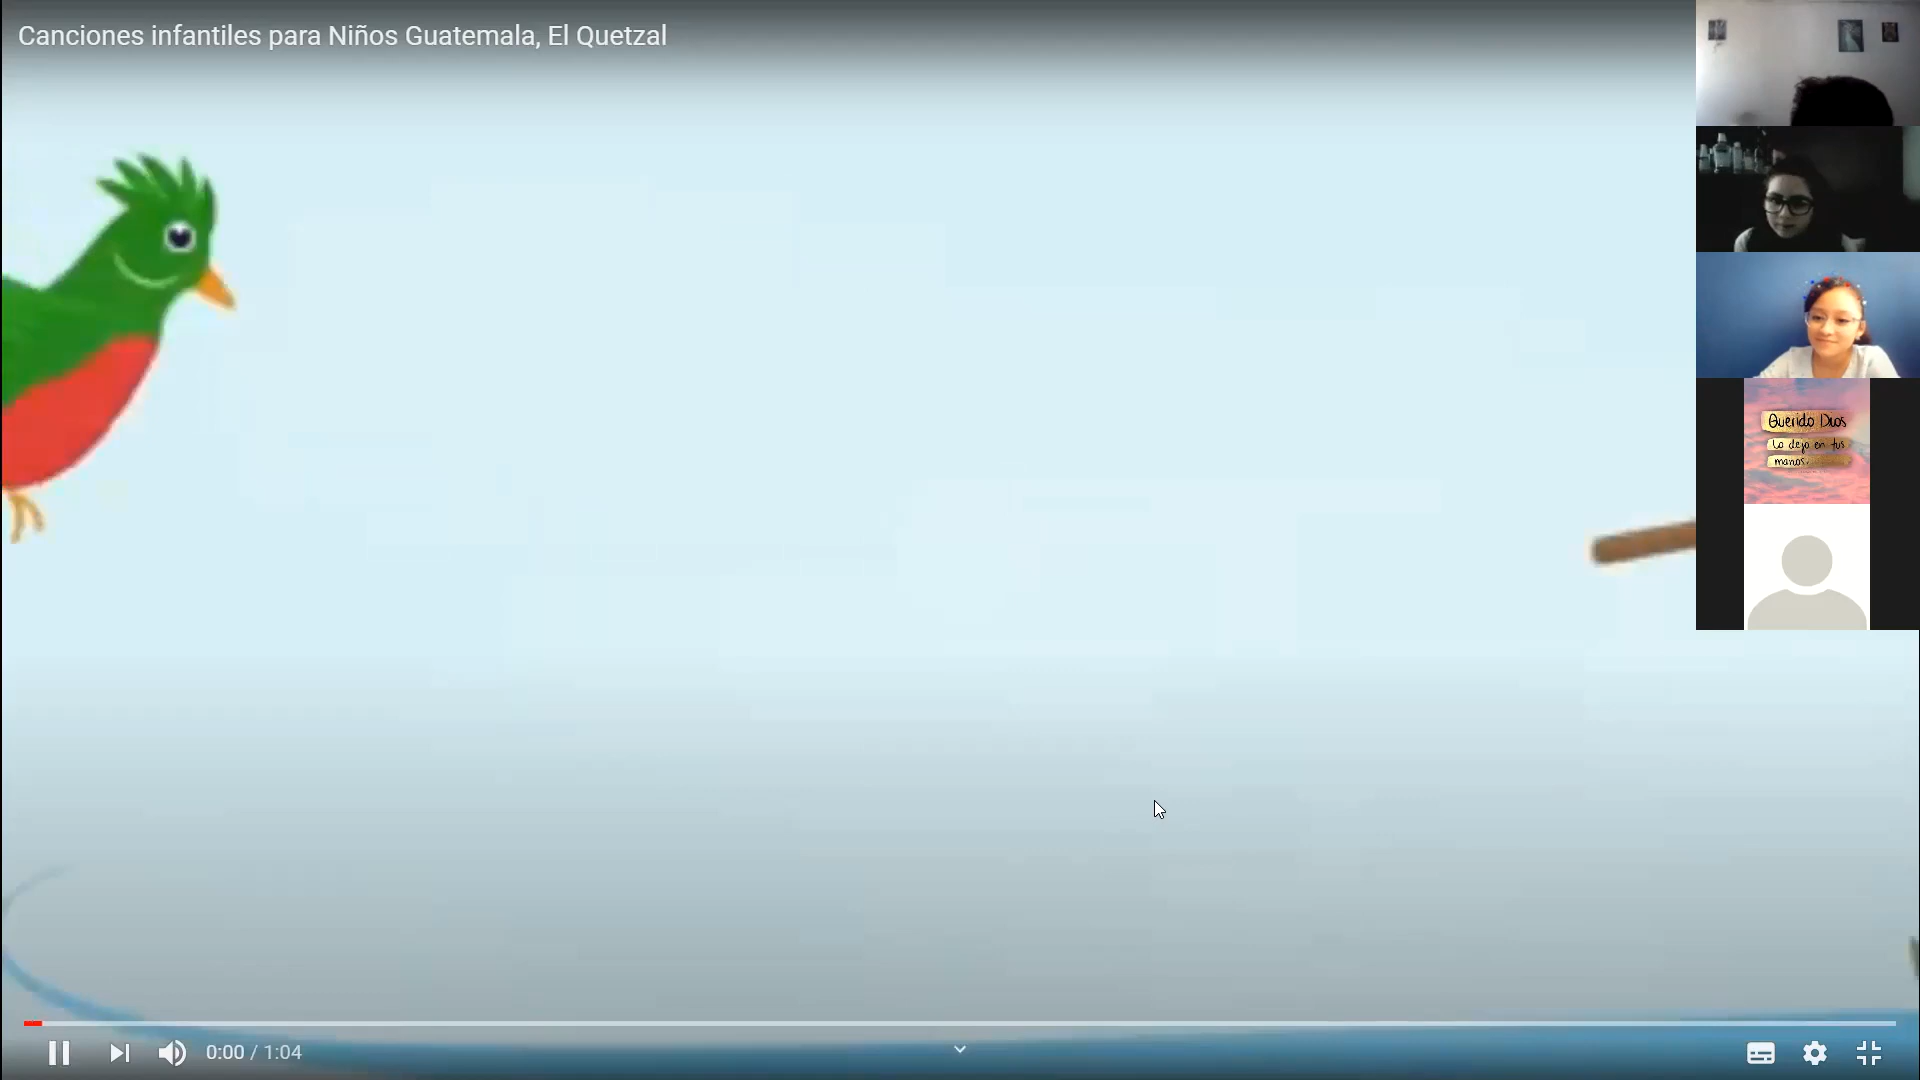 Canciones infantiles para Niños Guatemala, El Quetzal
Querido Dios
Lo dejo en tus
manos.
0:00 / 1:04